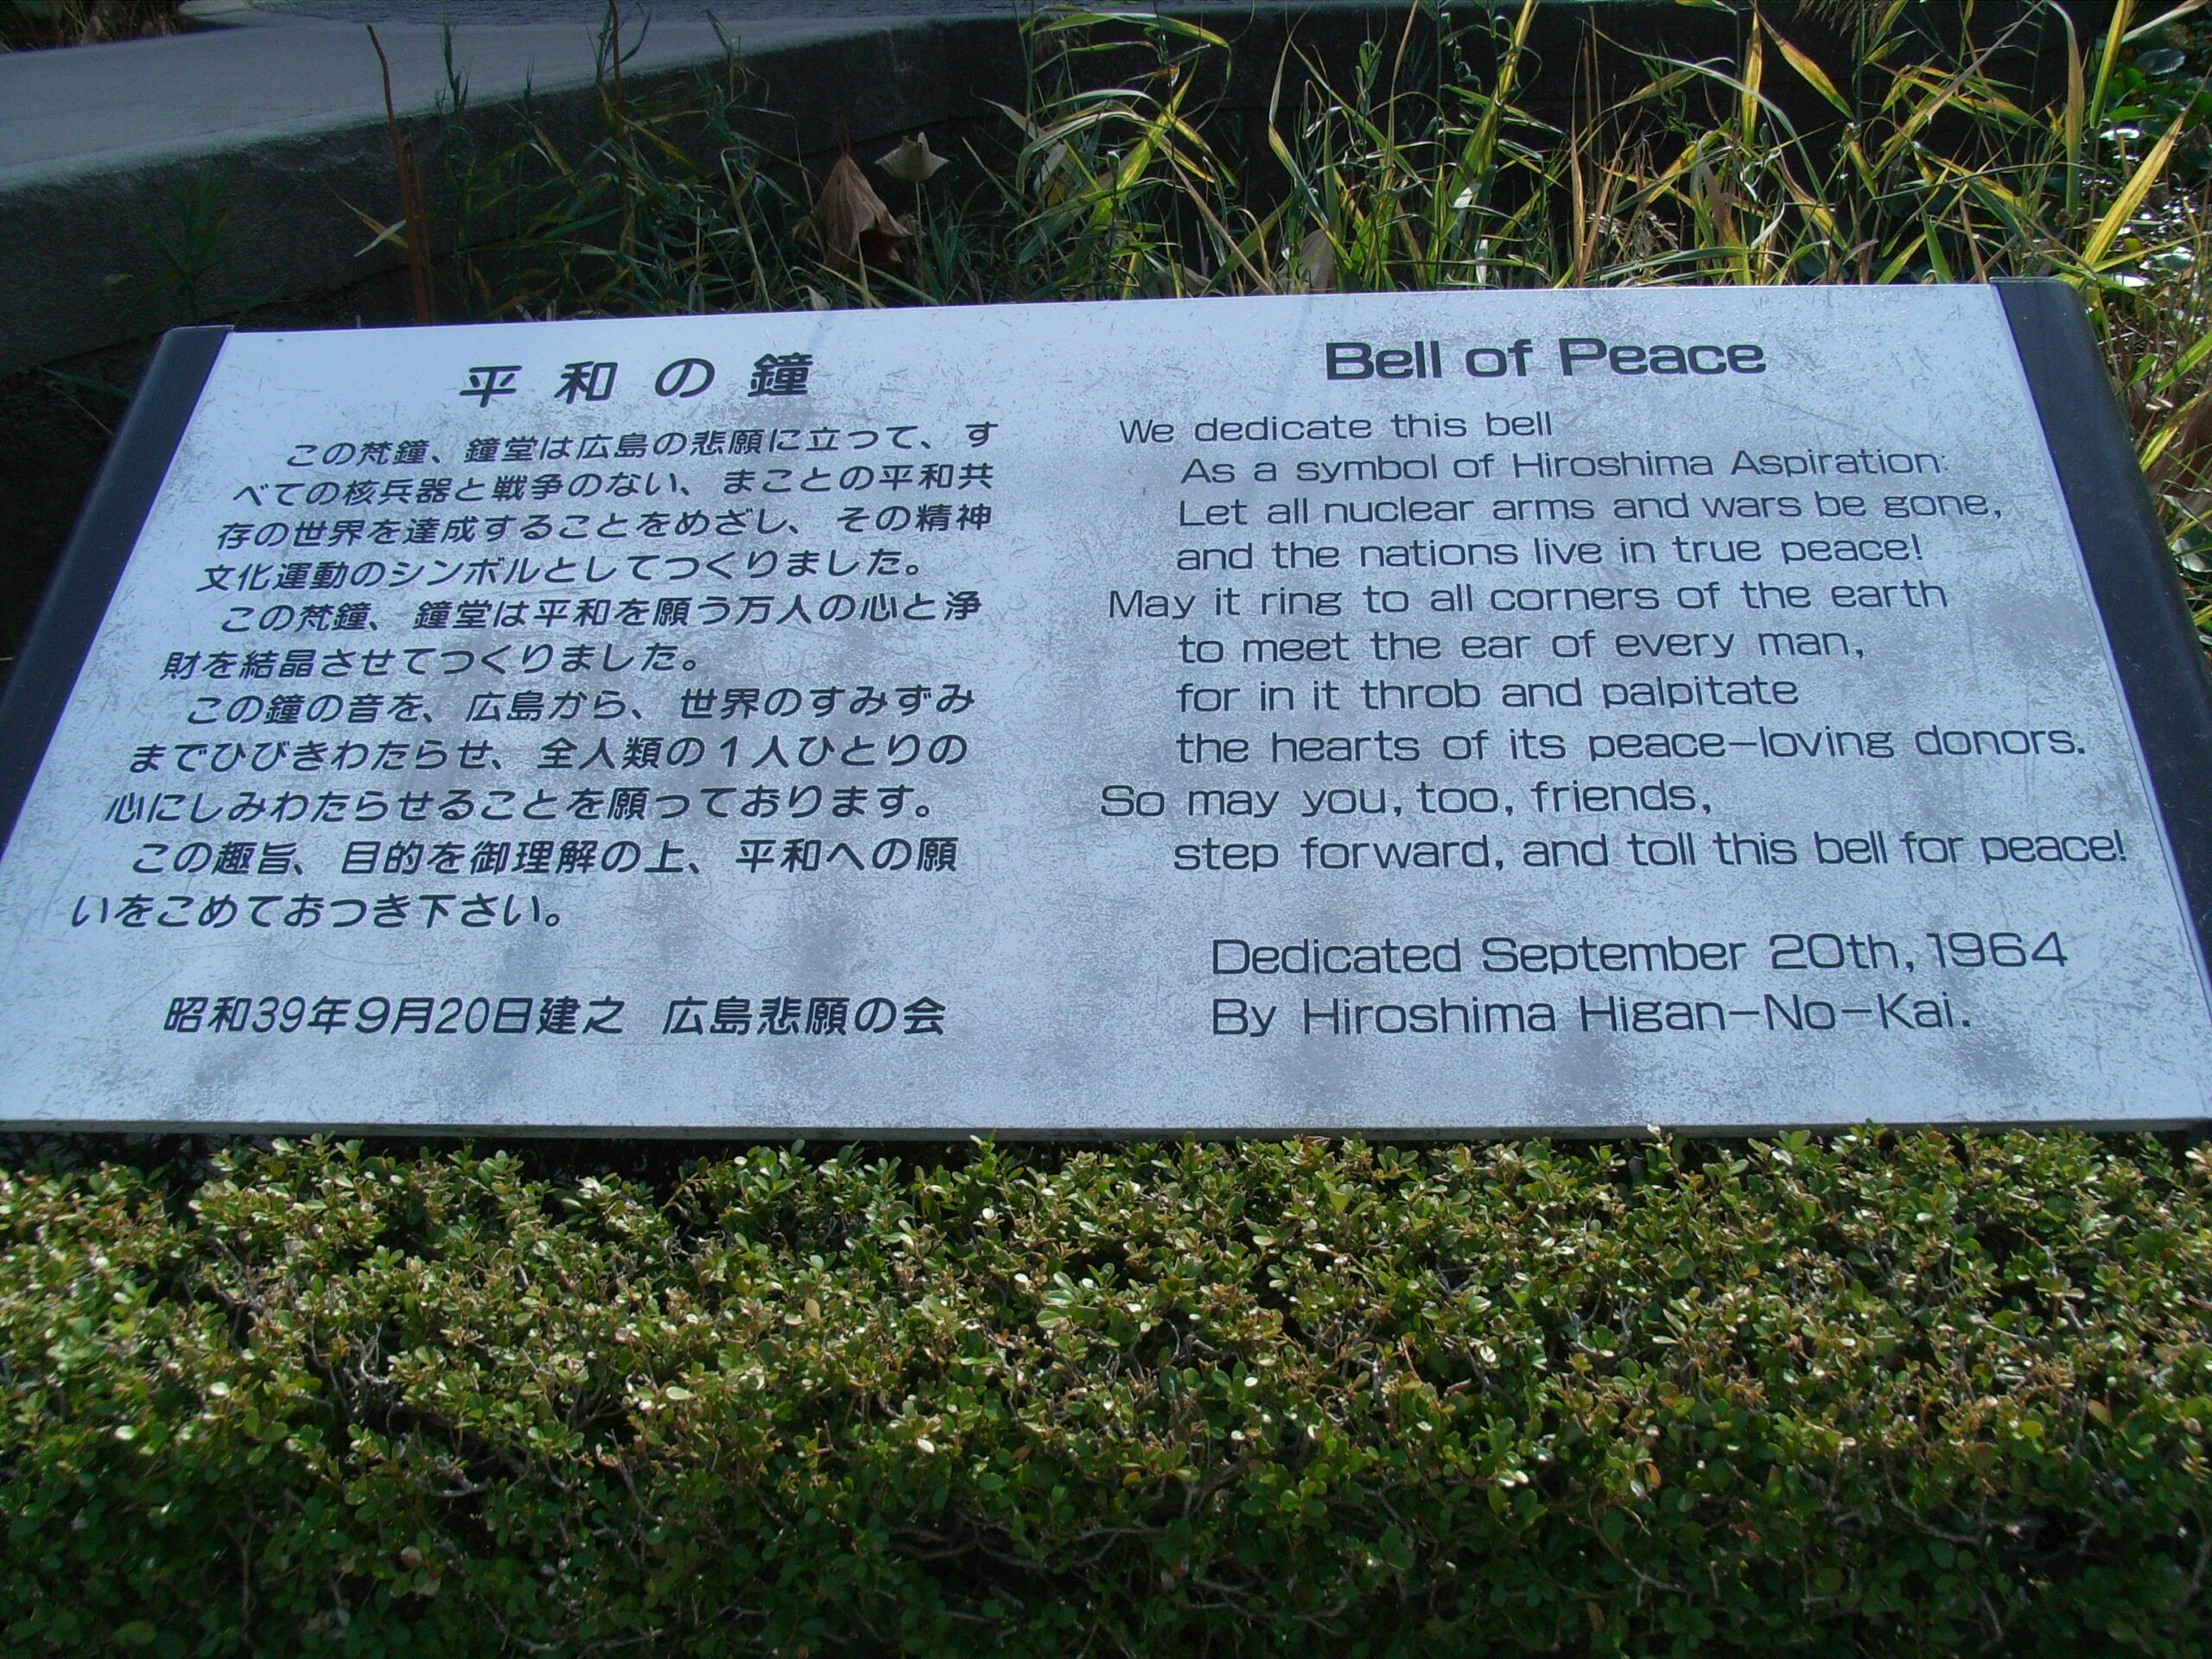 平和の鐘
この梵鐘、鐘堂は広島の悲願に立って、す
べての核兵器と戦争のない、まことの平和共
存の世界を達成することをめざし、その精神
文化運動のシンボルとしてつくりました。
この梵鐘、鐘堂は平和を願う万人の心と浄
財を結晶させてつくりました。
この鐘の音を、広島から、世界のすみずみ
までひびきわたらせ、全人類の1人ひとりの
心にしみわたらせることを願っております。
この趣旨、目的を御理解の上、平和への願
いをこめておつき下さい。
昭和39年9月20日建之 広島悲願の会
Bell of Peace
We dedicate this bell
As a symbol of Hiroshima Aspiration:
Let all nuclear arms and wars be gone,
and the nations live in true peace!
May it ring to all corners of the earth
to meet the ear of every man,
for in it throb and palpitate
the hearts of its peace-loving donors.
So may you, too, friends,
step forward, and toll this bell for peace!
Dedicated September 20th, 1964
By Hiroshima Higan-No-Kai.